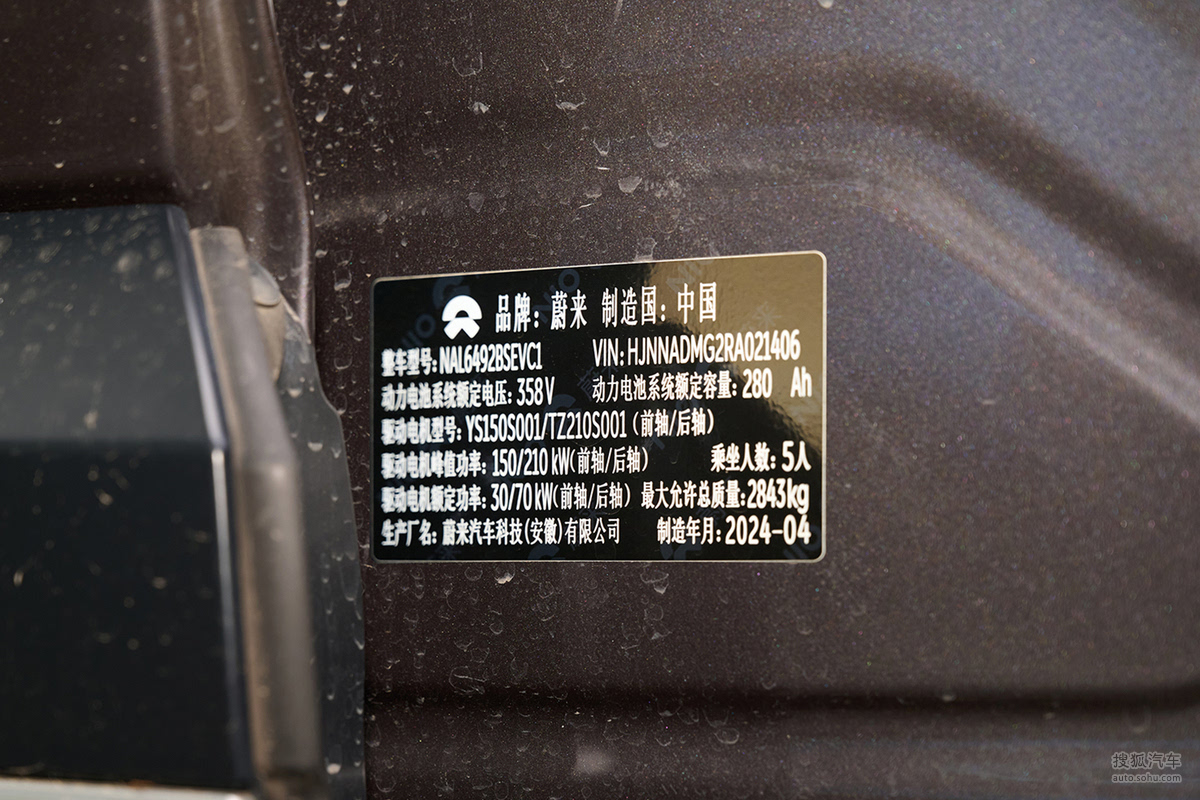 品牌: 蔚来 制造国: 中国
整车型号: NAL6492BSEVC1 VIN: HJNNADMG2RA021406
动力电池系统额定电压: 358V 动力电池系统额定容量: 280 Ah
驱动电机型号: YS150S001/TZ210S001 (前轴/后轴)
驱动电机峰值功率: 150/210 kW(前轴/后轴) 乘坐人数: 5人
驱动电机额定功率: 30/70 kW(前轴/后轴) 最大允许总质量: 2843kg
生产厂名: 蔚来汽车科技(安徽)有限公司 制造年月: 2024-04
搜狐汽车
auto.sohu.com